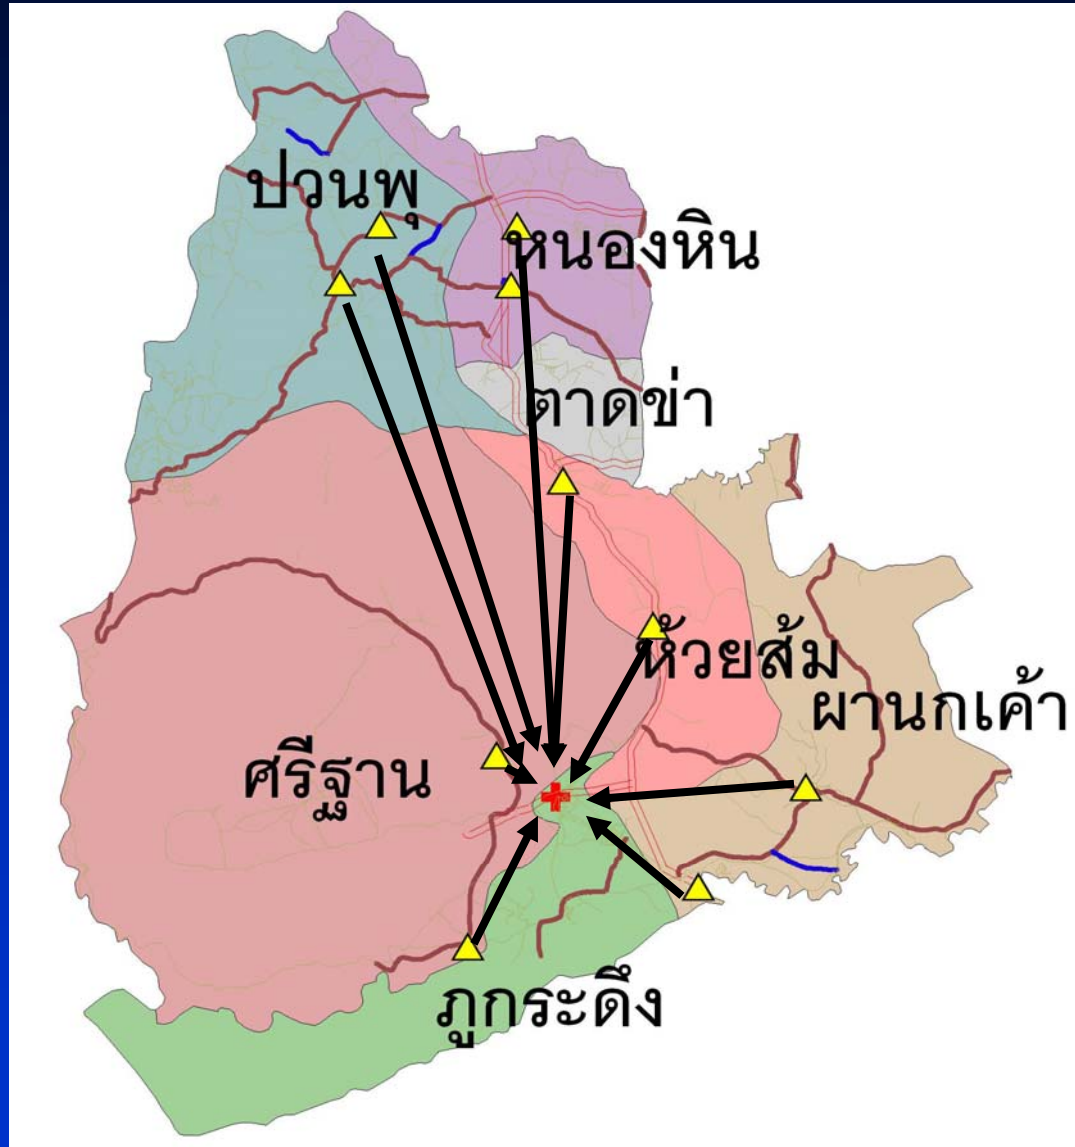 ปวนพุ
หนองหิน
ตาดข่า
ห้วยส้ม
ผานกเค้า
ศรีฐาน
ภูกระดึง